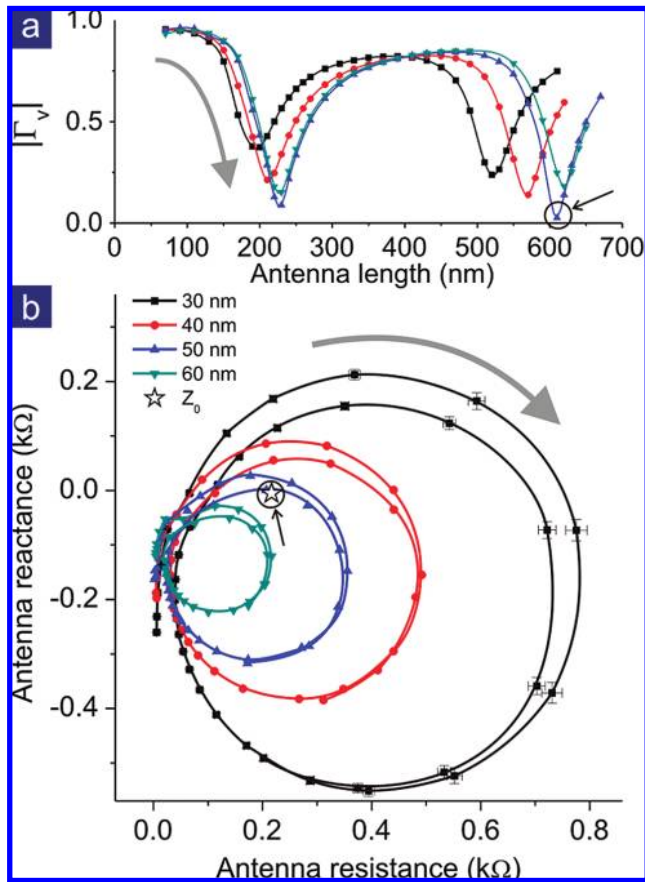 a
1.0
0.5
0.0
|Γv|
0 100 200 300 400 500 600 700
Antenna length (nm)
b
30 nm
40 nm
50 nm
60 nm
Z0
0.2
0.0
-0.2
-0.4
Antenna reactance (kΩ)
0.0 0.2 0.4 0.6 0.8
Antenna resistance (kΩ)